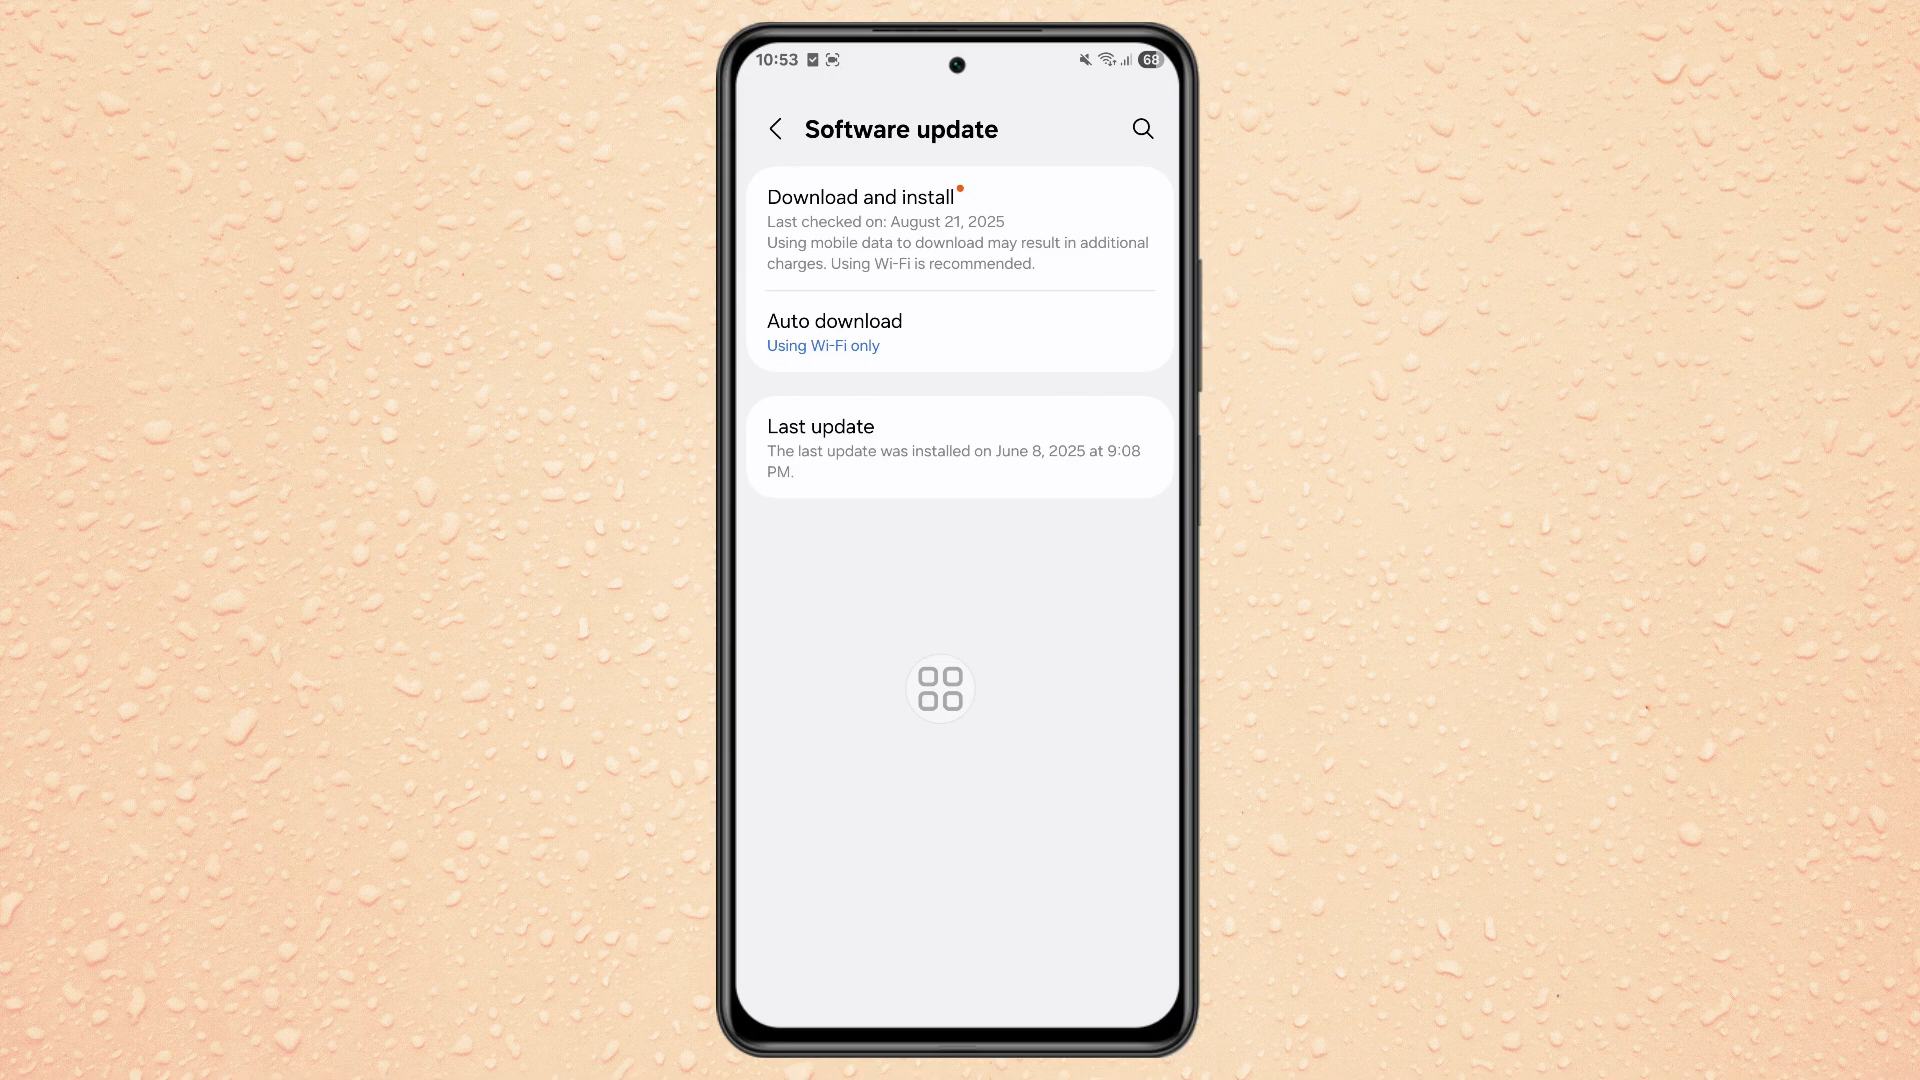 10:53
68
Software update
Download and install
Last checked on: August 21, 2025
Using mobile data to download may result in additional
charges. Using Wi-Fi is recommended.
Auto download
Using Wi-Fi only
Last update
The last update was installed on June 8, 2025 at 9:08
PM.